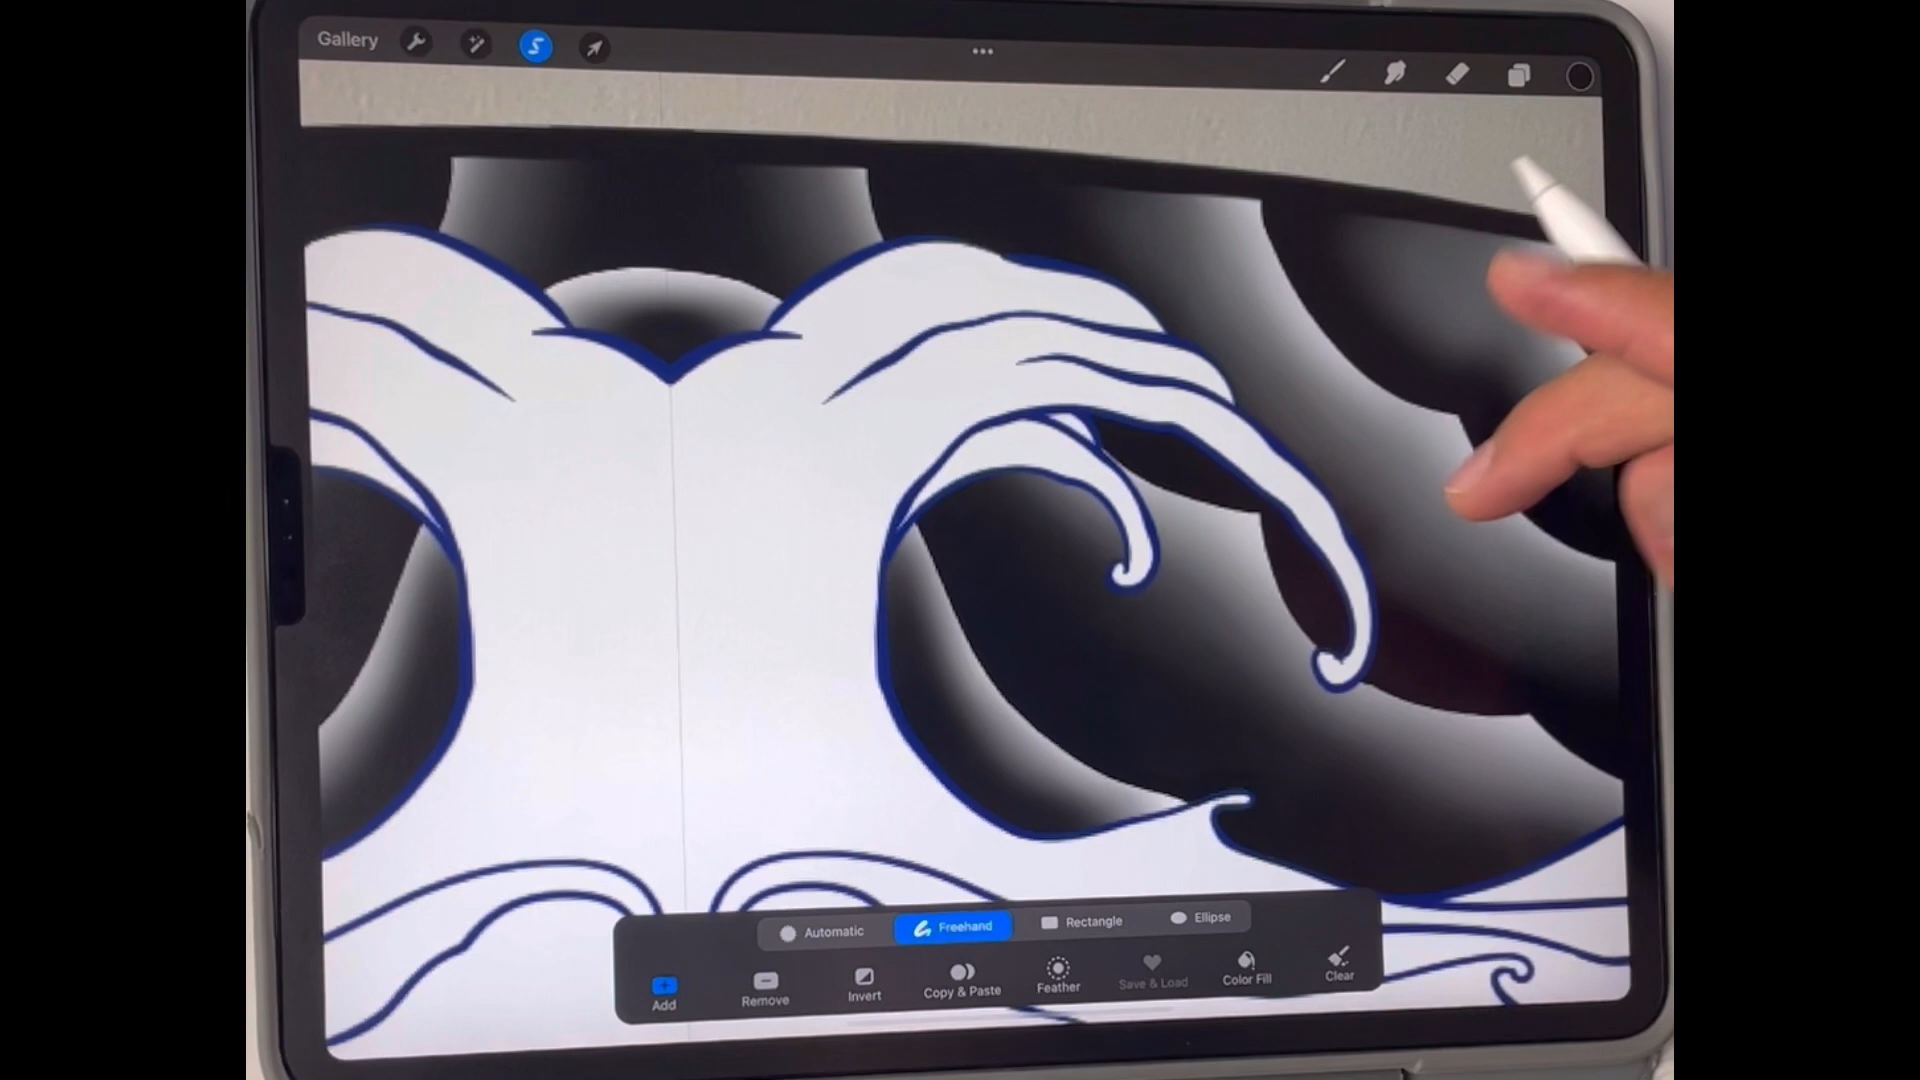 Gallery
Automatic Freehand Rectangle Ellipse
Add Remove Invert Copy & Paste Feather Save & Load Color Fill Clear